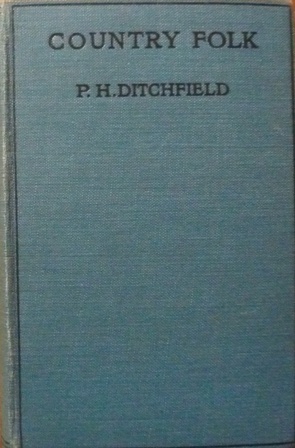 COUNTRY FOLK
P. H. DITCHFIELD